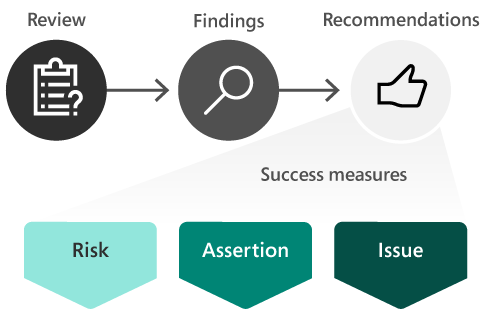 Review
Findings
Recommendations
?
Success measures
Risk
Assertion
Issue